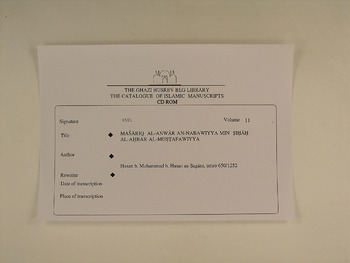 THE GHAZI HUSREV BEG LIBRARY
THE CATALOGUE OF ISLAMIC MANUSCRIPTS
CD ROM
Signature Volume 11
Title MAŠĀRIQ AL-ANWĀR AN-NABAWIYYA MIN ṢIḤĀḤ
AL-AḪBĀR AL-MUṢṬAFAWIYYA
Author
Ḥasan b. Muḥammad b. Ḥasan aṣ-Ṣaġānī, umro 650/1252
Rewriter
Date of transcription
Place of transcription